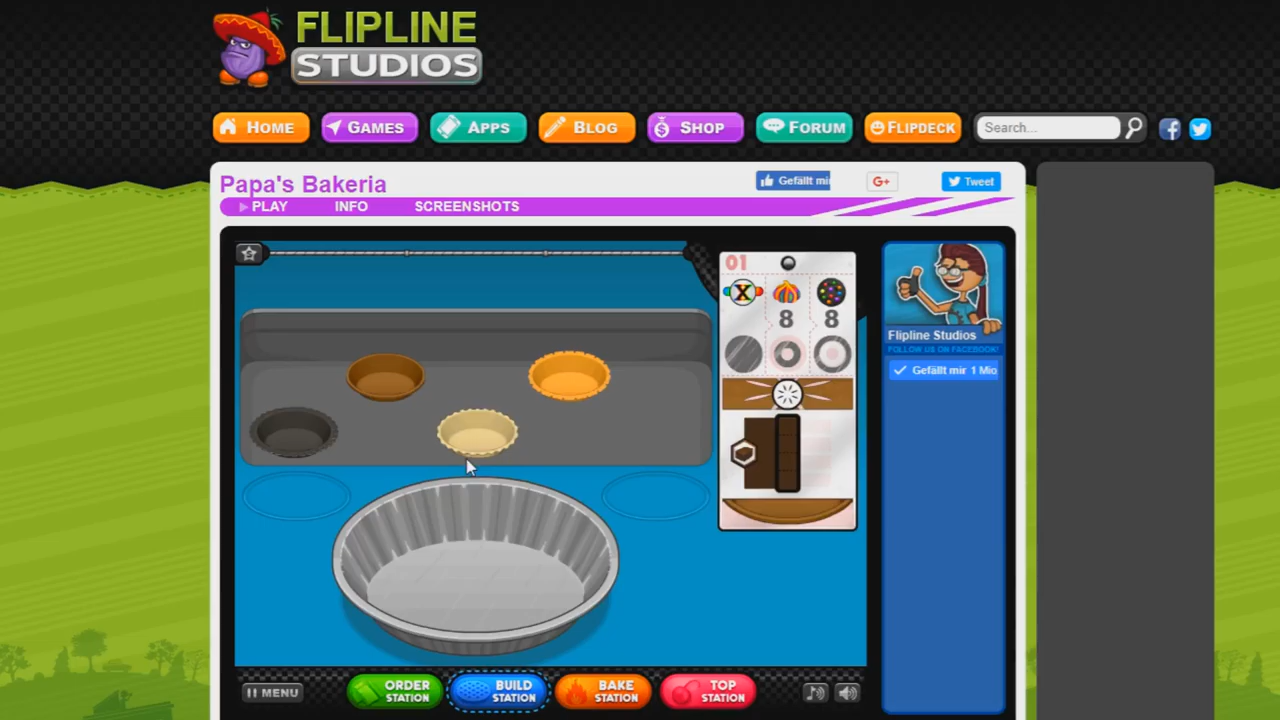 FLIPLINE
STUDIOS
HOME
GAMES
APPS
BLOG
SHOP
FORUM
FLIPDECK
Search...
Papa's Bakeria
Gefällt mi
G+
Tweet
PLAY
INFO
SCREENSHOTS
01
X
8
8
Flipline Studios
FOLLOW US ON FACEBOOK!
Gefällt mir 1 Mio
MENU
ORDER
STATION
BUILD
STATION
BAKE
STATION
TOP
STATION